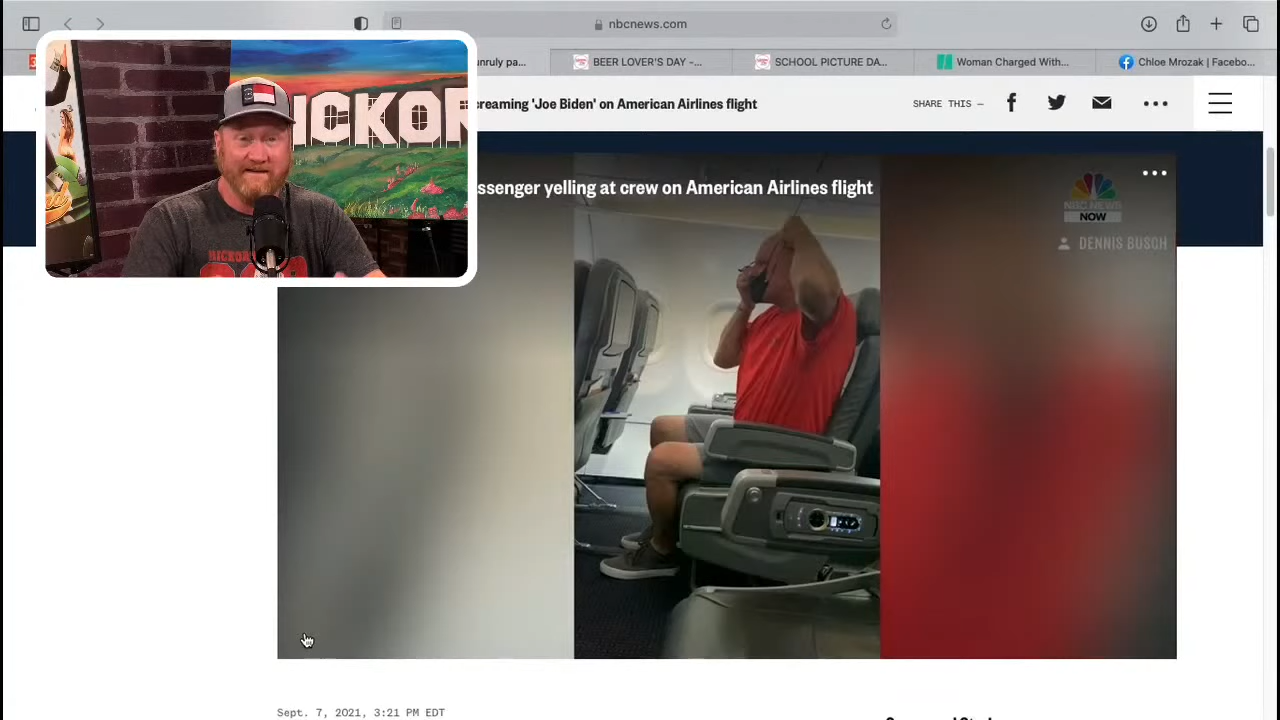 nbcnews.com
unruly pa...
BEER LOVER'S DAY -...
SCHOOL PICTURE DA...
Woman Charged With...
Chloe Mrozak | Facebo...
creaming 'Joe Biden' on American Airlines flight
SHARE THIS —
HICKOR
HICKORY
ssenger yelling at crew on American Airlines flight
NBC NEWS
NOW
DENNIS BUSCH
Sept. 7, 2021, 3:21 PM EDT